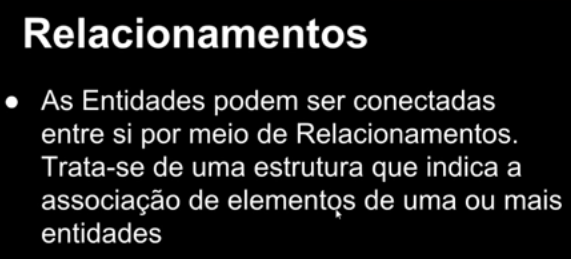 Relacionamentos
● As Entidades podem ser conectadas
entre si por meio de Relacionamentos.
Trata-se de uma estrutura que indica a
associação de elementos de uma ou mais
entidades